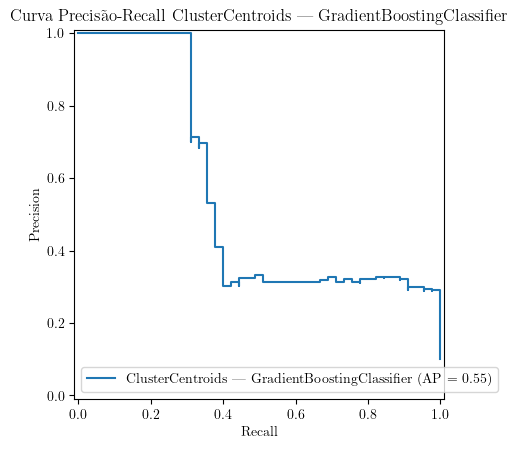 Curva Precisão-Recall ClusterCentroids — GradientBoostingClassifier
1.0
0.8
0.6
0.4
0.2
0.0
Precision
ClusterCentroids — GradientBoostingClassifier (AP = 0.55)
0.0 0.2 0.4 0.6 0.8 1.0
Recall